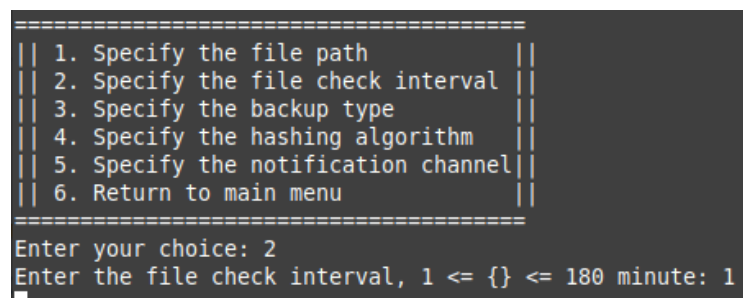 =======================================
|| 1. Specify the file path           ||
|| 2. Specify the file check interval ||
|| 3. Specify the backup type         ||
|| 4. Specify the hashing algorithm   ||
|| 5. Specify the notification channel||
|| 6. Return to main menu             ||
=======================================
Enter your choice: 2
Enter the file check interval, 1 <= {} <= 180 minute: 1